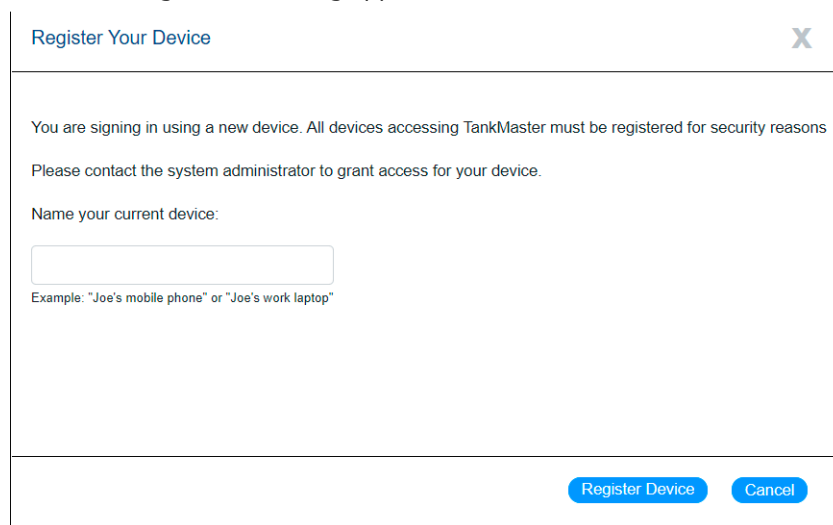 Register Your Device
X
You are signing in using a new device. All devices accessing TankMaster must be registered for security reasons
Please contact the system administrator to grant access for your device.
Name your current device:
Example: "Joe's mobile phone" or "Joe's work laptop"
Register Device
Cancel